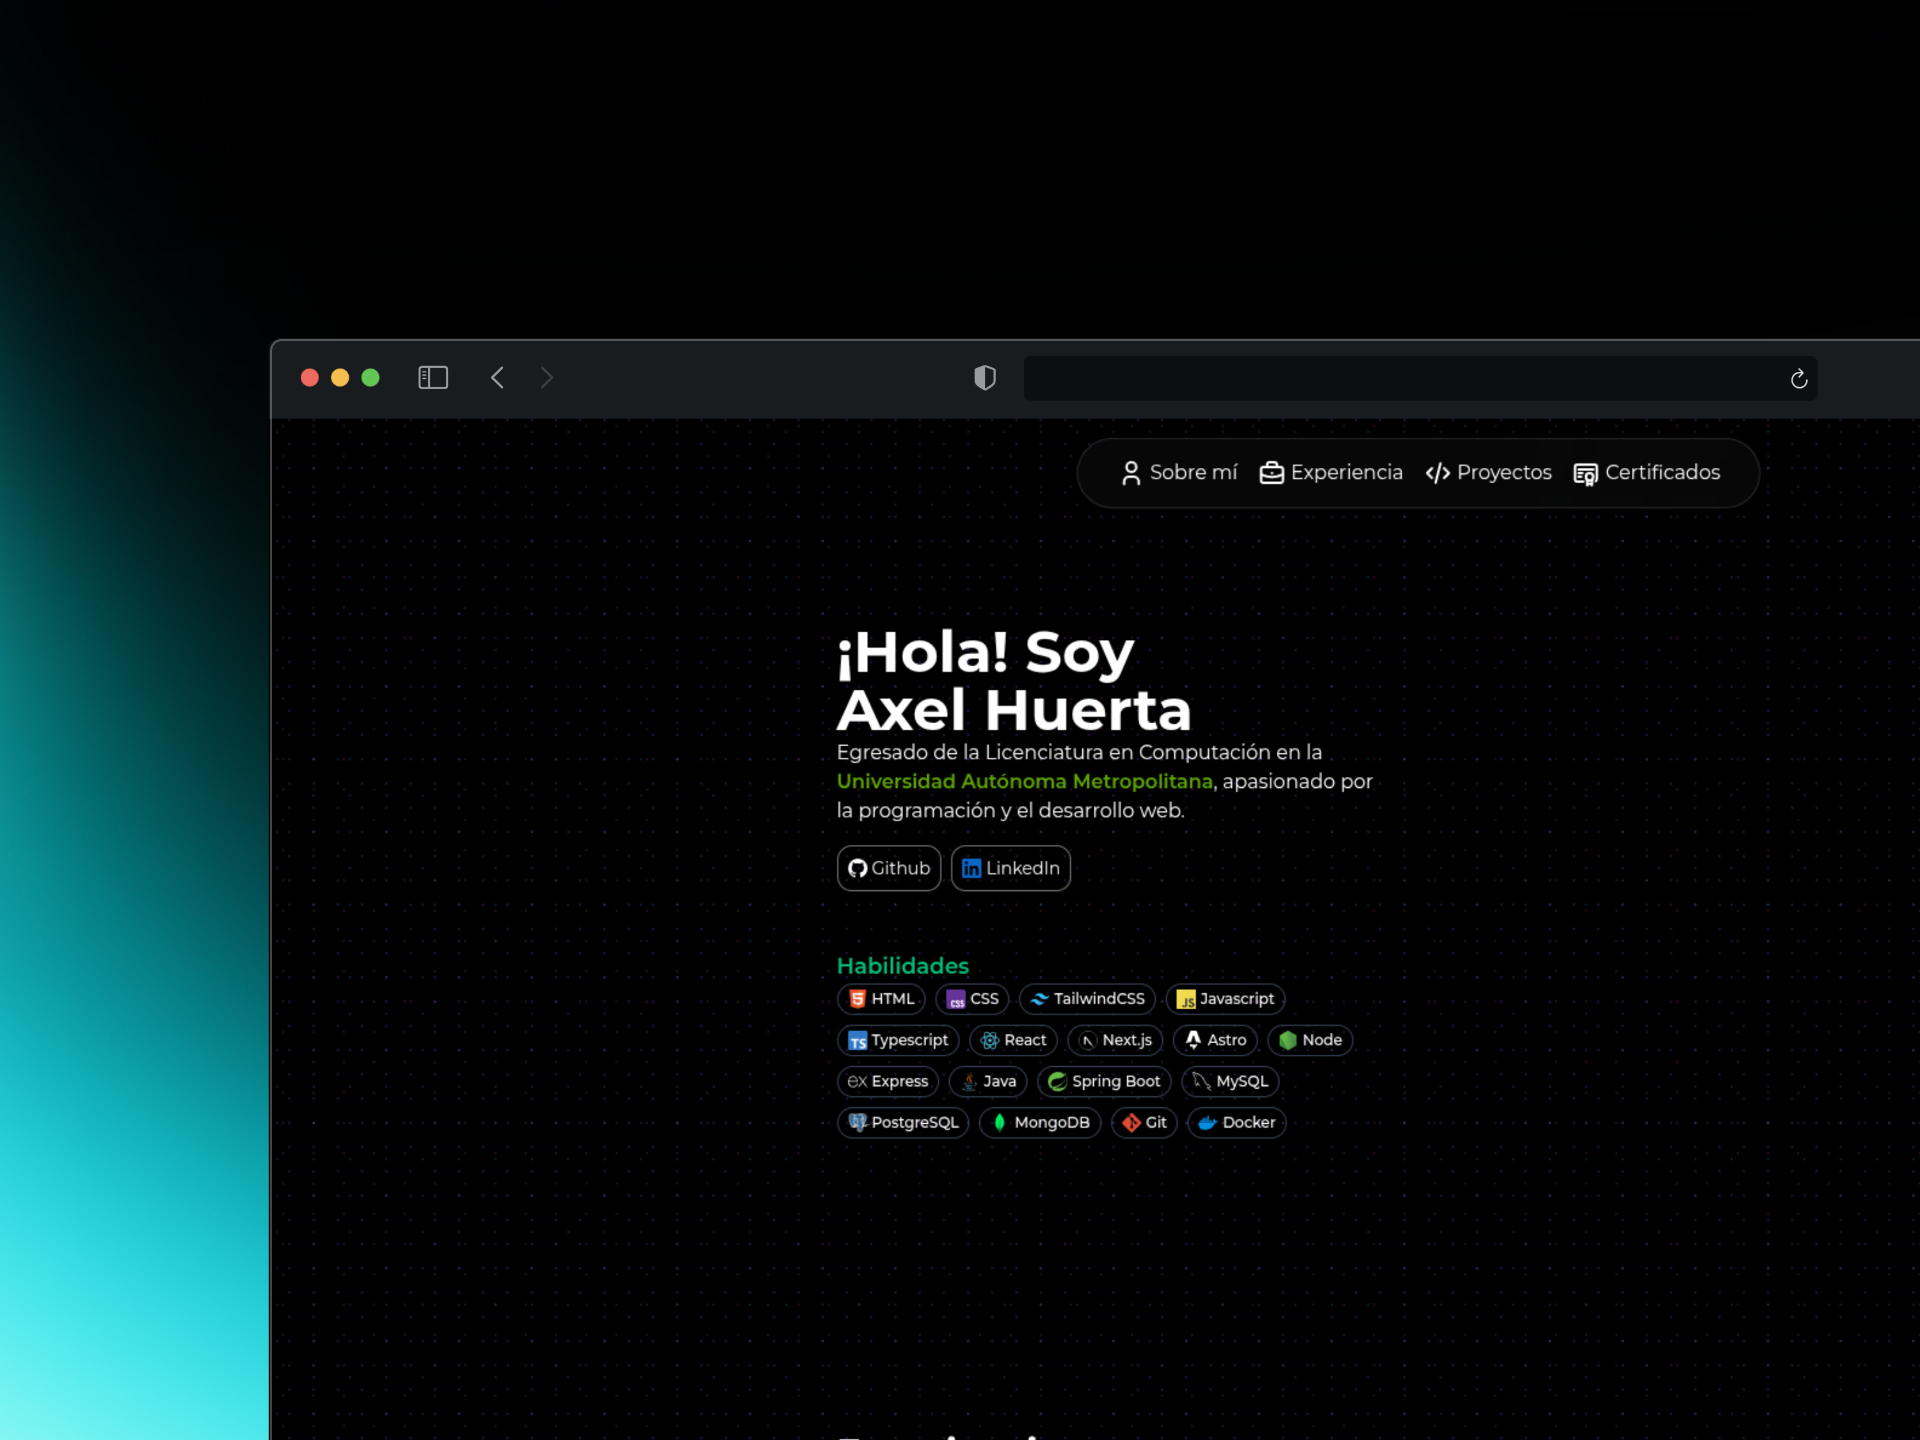 Sobre mí Experiencia Proyectos Certificados
¡Hola! Soy
Axel Huerta
Egresado de la Licenciatura en Computación en la
Universidad Autónoma Metropolitana, apasionado por
la programación y el desarrollo web.
Github LinkedIn
Habilidades
HTML CSS TailwindCSS Javascript
Typescript React Next.js Astro Node
Express Java Spring Boot MySQL
PostgreSQL MongoDB Git Docker